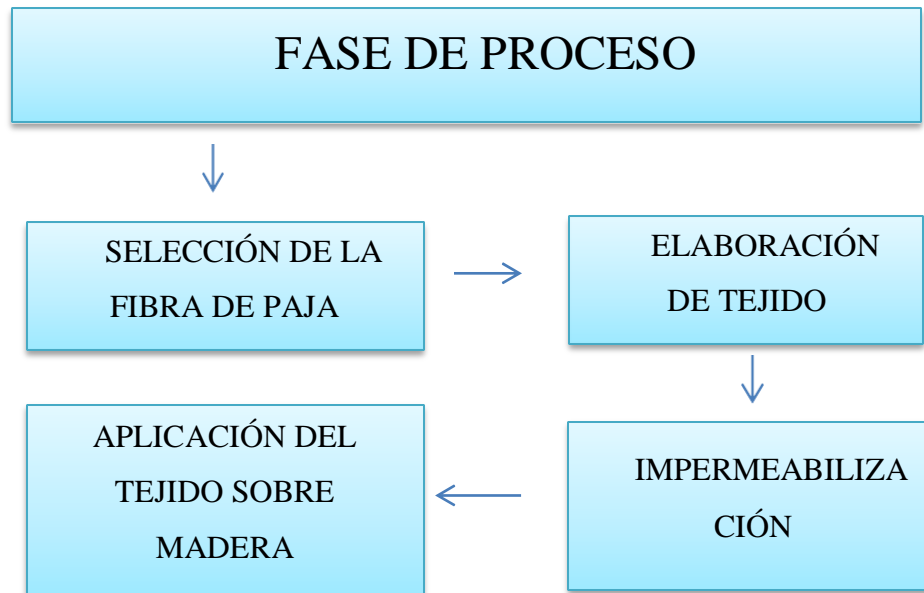 FASE DE PROCESO
SELECCIÓN DE LA
FIBRA DE PAJA
ELABORACIÓN
DE TEJIDO
IMPERMEABILIZA
CIÓN
APLICACIÓN DEL
TEJIDO SOBRE
MADERA